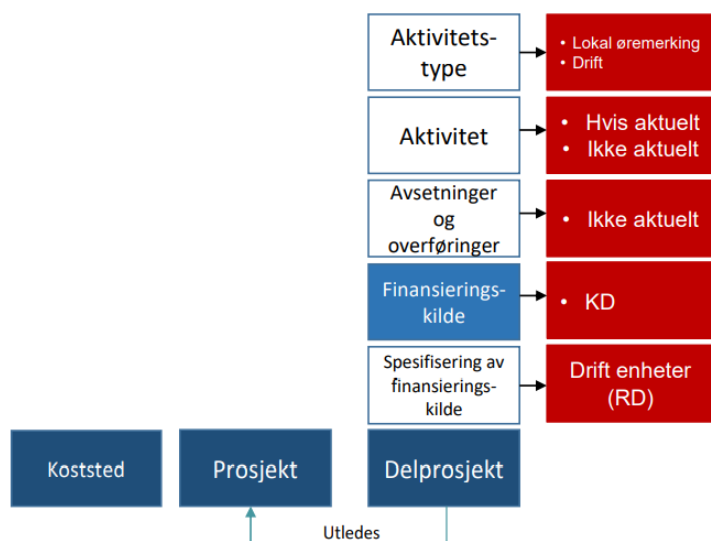 Aktivitets-
type
• Lokal øremerking
• Drift
Aktivitet
• Hvis aktuelt
• Ikke aktuelt
Avsetninger
og
overføringer
• Ikke aktuelt
Finansierings-
kilde
• KD
Spesifisering av
finansierings-
kilde
Drift enheter
(RD)
Koststed
Prosjekt
Delprosjekt
Utledes